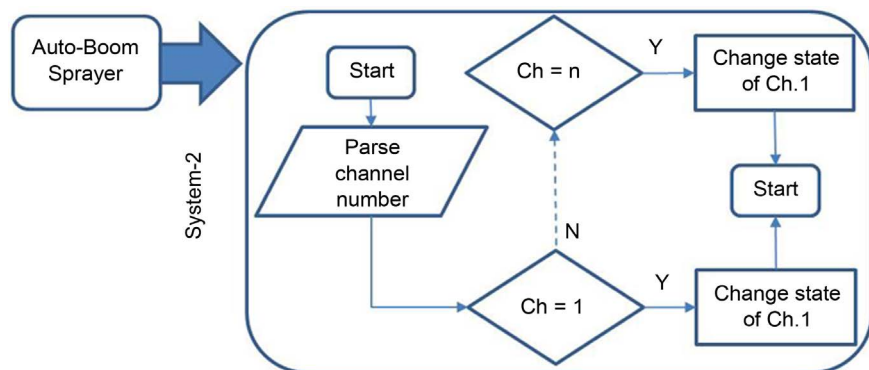 Auto-Boom
Sprayer
System-2
Start
Parse
channel
number
Ch = n
Y
Change state
of Ch.1
Start
N
Ch = 1
Y
Change state
of Ch.1